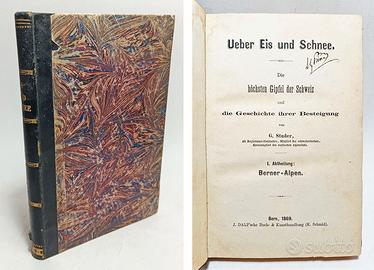 Ueber Eis und Schnee.
Die
höchsten Gipfel der Schweiz
und
die Geschichte ihrer Besteigung
von
G. Studer,
I. Abtheilung:
Berner-Alpen.
Bern, 1869.
J. DALP'sche Buch- & Kunsthandlung (K. Schmid).
subito